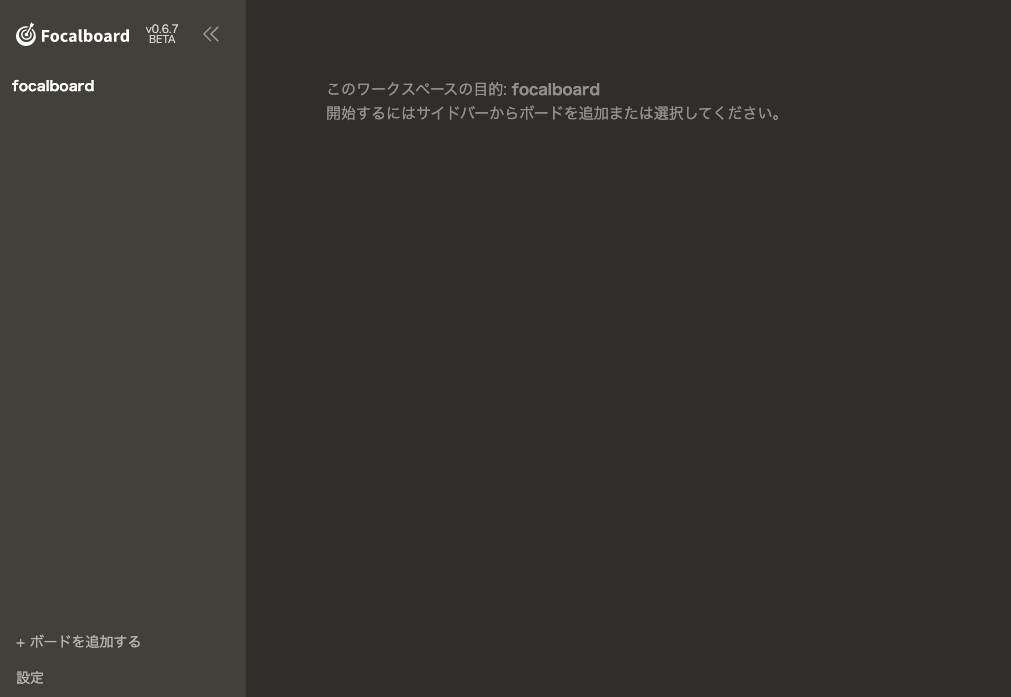 Focalboard
v0.6.7
BETA
focalboard
このワークスペースの目的: focalboard
開始するにはサイドバーからボードを追加または選択してください。
+ ボードを追加する
設定